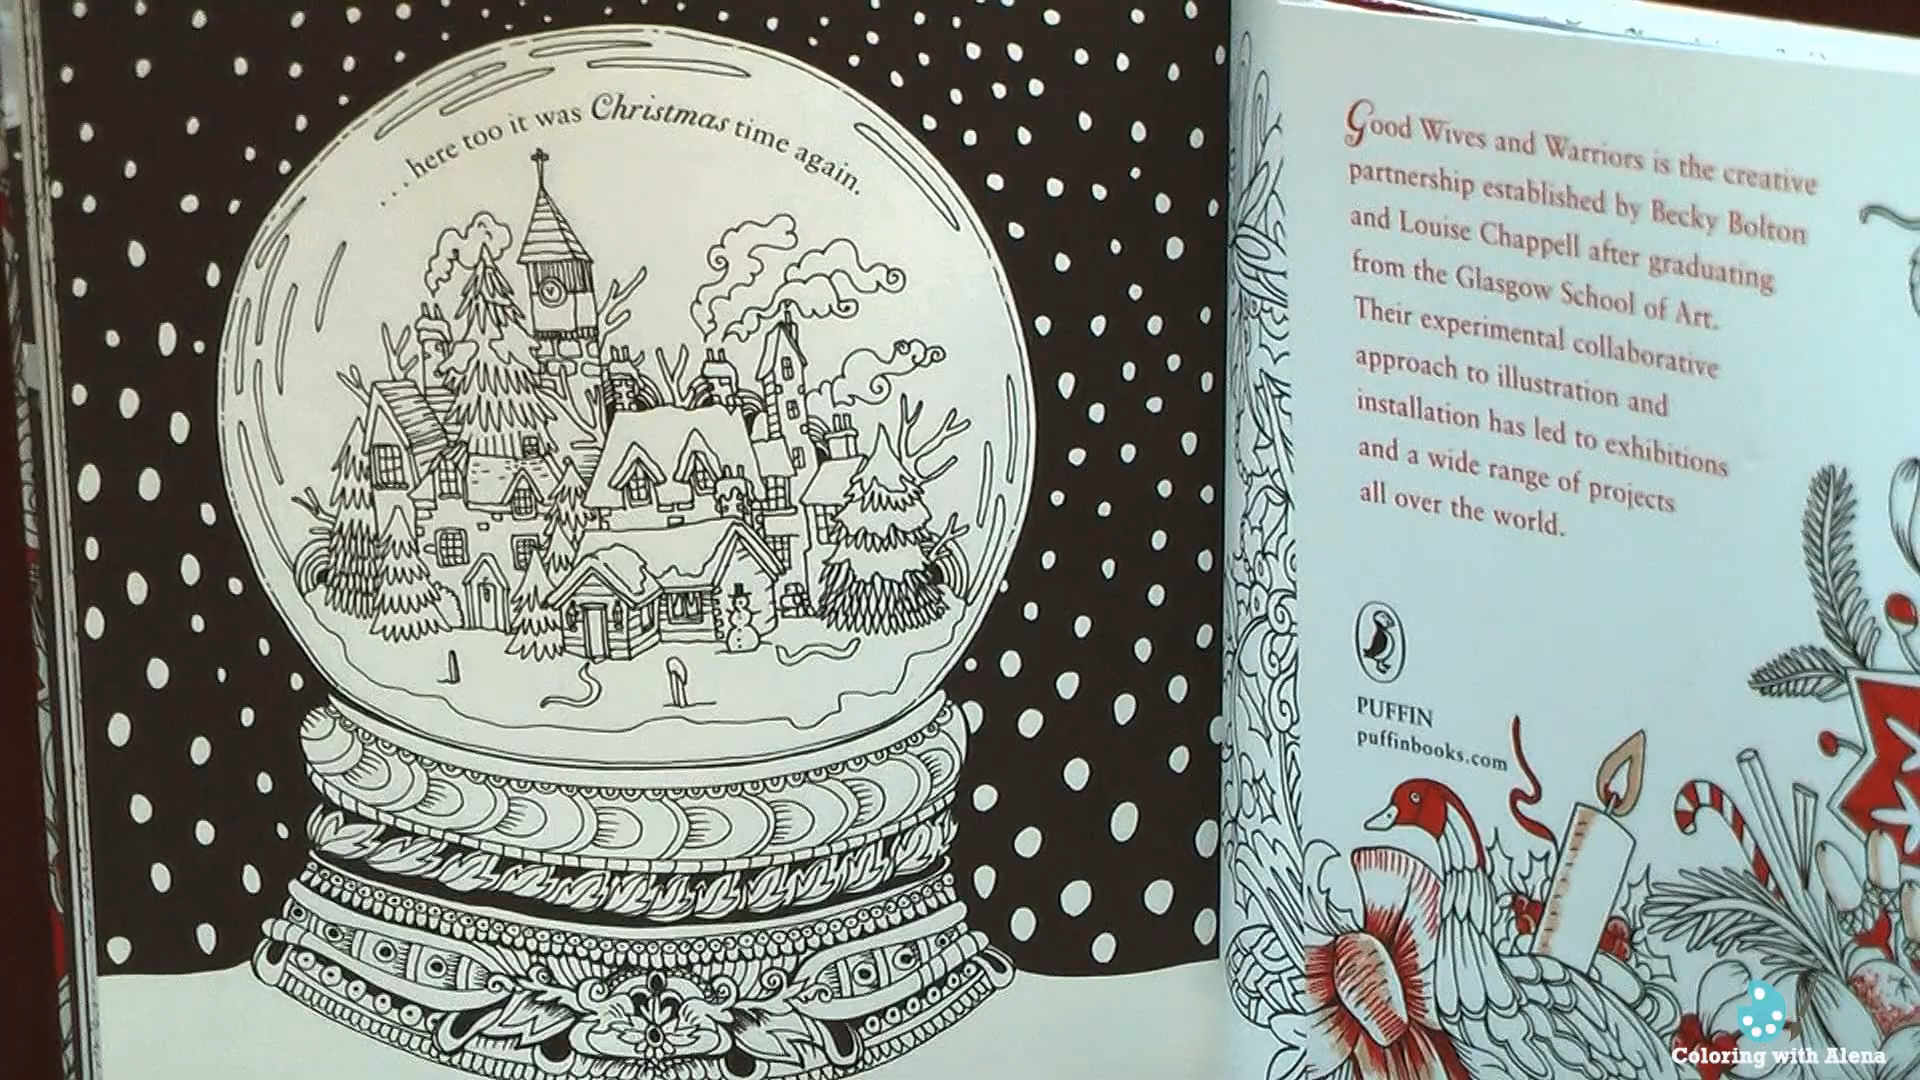 . . . here too it was Christmas time again.
Good Wives and Warriors is the creative
partnership established by Becky Bolton
and Louise Chappell after graduating
from the Glasgow School of Art.
Their experimental collaborative
approach to illustration and
installation has led to exhibitions
and a wide range of projects
all over the world.
PUFFIN
puffinbooks.com
Coloring with Alena